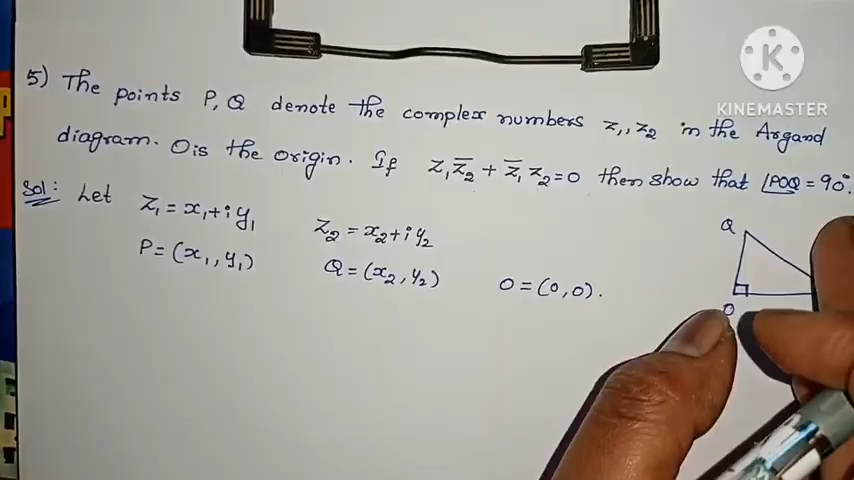 5) The points P, Q denote the complex numbers z₁, z₂ in the Argand
diagram. O is the origin. If z₁z̅₂ + z̅₁z₂ = 0 then show that ∠POQ = 90°.
Sol: Let z₁ = x₁ + iy₁ z₂ = x₂ + iy₂
P = (x₁, y₁) Q = (x₂, y₂) O = (0, 0).
Q
O
K
KINEMASTER